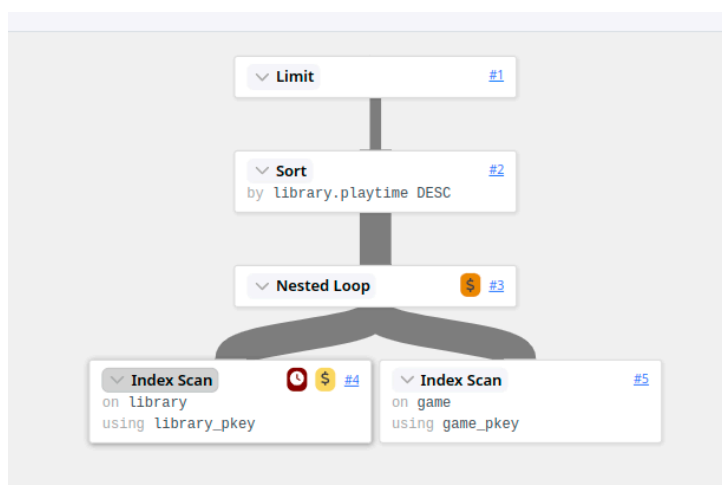 Limit #1
Sort #2
by library.playtime DESC
Nested Loop $ #3
Index Scan $ #4
on library
using library_pkey
Index Scan #5
on game
using game_pkey